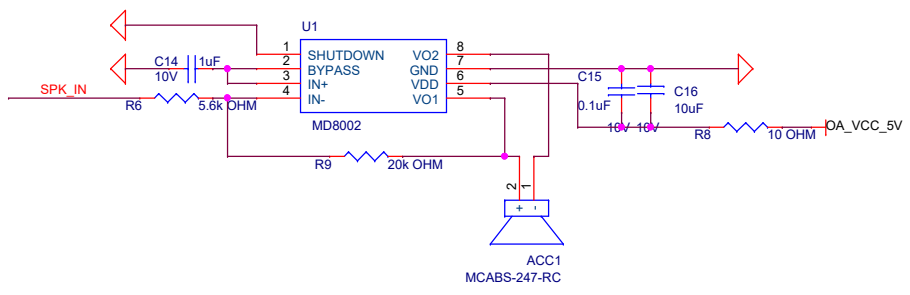 U1
1 SHUTDOWN VO2 8
C14 1uF 2 BYPASS GND 7
10V 3 IN+ VDD 6 C15
SPK_IN 4 IN- VO1 5 0.1uF C16
R6 5.6k OHM 10uF
MD8002 10V 10V R8 10 OHM OA_VCC_5V
R9 20k OHM
2 1
+ -
ACC1
MCABS-247-RC